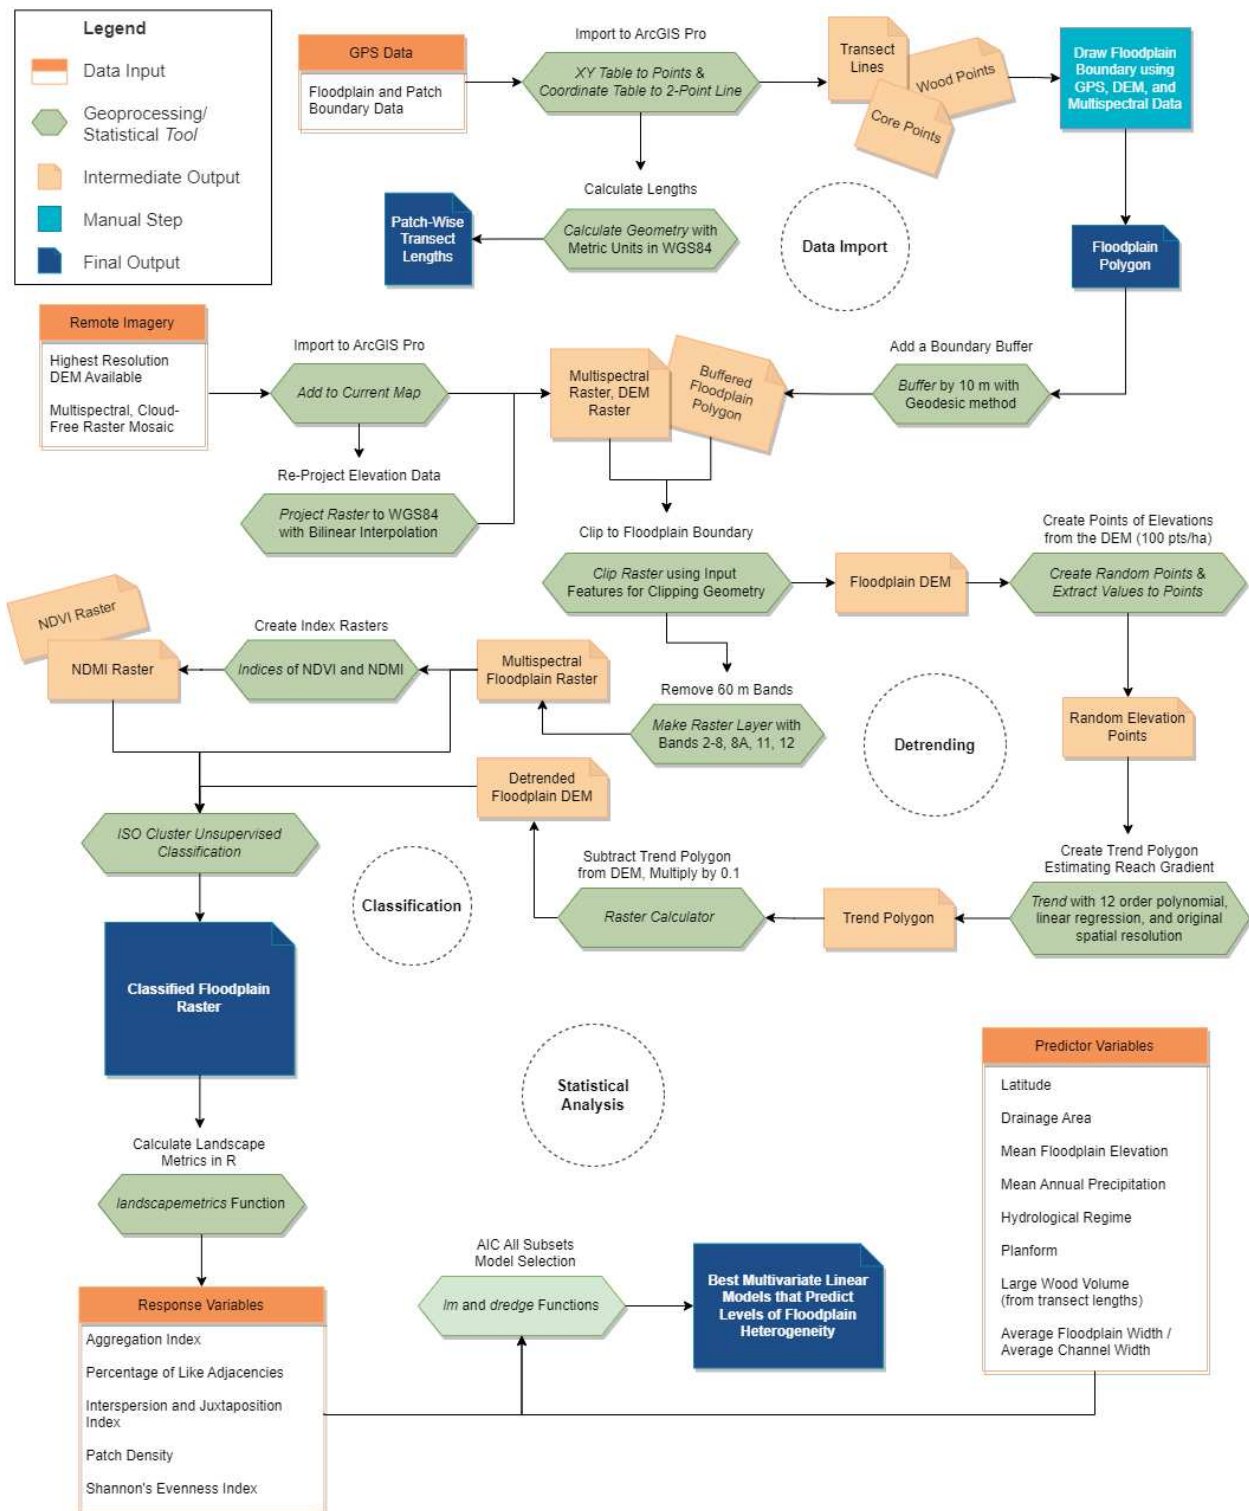 Legend
Data Input
Geoprocessing/
Statistical Tool
Intermediate Output
Manual Step
Final Output
GPS Data
Floodplain and Patch
Boundary Data
Import to ArcGIS Pro
XY Table to Points &
Coordinate Table to 2-Point Line
Transect
Lines
Wood Points
Core Points
Draw Floodplain
Boundary using
GPS, DEM, and
Multispectral Data
Calculate Lengths
Calculate Geometry with
Metric Units in WGS84
Patch-Wise
Transect
Lengths
Data Import
Floodplain
Polygon
Remote Imagery
Highest Resolution
DEM Available
Multispectral, Cloud-
Free Raster Mosaic
Import to ArcGIS Pro
Add to Current Map
Re-Project Elevation Data
Project Raster to WGS84
with Bilinear Interpolation
Multispectral
Raster, DEM
Raster
Buffered
Floodplain
Polygon
Add a Boundary Buffer
Buffer by 10 m with
Geodesic method
Clip to Floodplain Boundary
Clip Raster using Input
Features for Clipping Geometry
Floodplain DEM
Create Points of Elevations
from the DEM (100 pts/ha)
Create Random Points &
Extract Values to Points
NDVI Raster
NDMI Raster
Create Index Rasters
Indices of NDVI and NDMI
Multispectral
Floodplain Raster
Remove 60 m Bands
Make Raster Layer with
Bands 2-8, 8A, 11, 12
Detrending
Random Elevation
Points
Detrended
Floodplain DEM
ISO Cluster Unsupervised
Classification
Classification
Subtract Trend Polygon
from DEM, Multiply by 0.1
Raster Calculator
Trend Polygon
Create Trend Polygon
Estimating Reach Gradient
Trend with 12 order polynomial,
linear regression, and original
spatial resolution
Classified Floodplain
Raster
Statistical
Analysis
Predictor Variables
Latitude
Drainage Area
Mean Floodplain Elevation
Mean Annual Precipitation
Hydrological Regime
Planform
Large Wood Volume
(from transect lengths)
Average Floodplain Width /
Average Channel Width
Calculate Landscape
Metrics in R
landscapemetrics Function
Response Variables
Aggregation Index
Percentage of Like Adjacencies
Interspersion and Juxtaposition
Index
Patch Density
Shannon's Evenness Index
AIC All Subsets
Model Selection
lm and dredge Functions
Best Multivariate Linear
Models that Predict
Levels of Floodplain
Heterogeneity